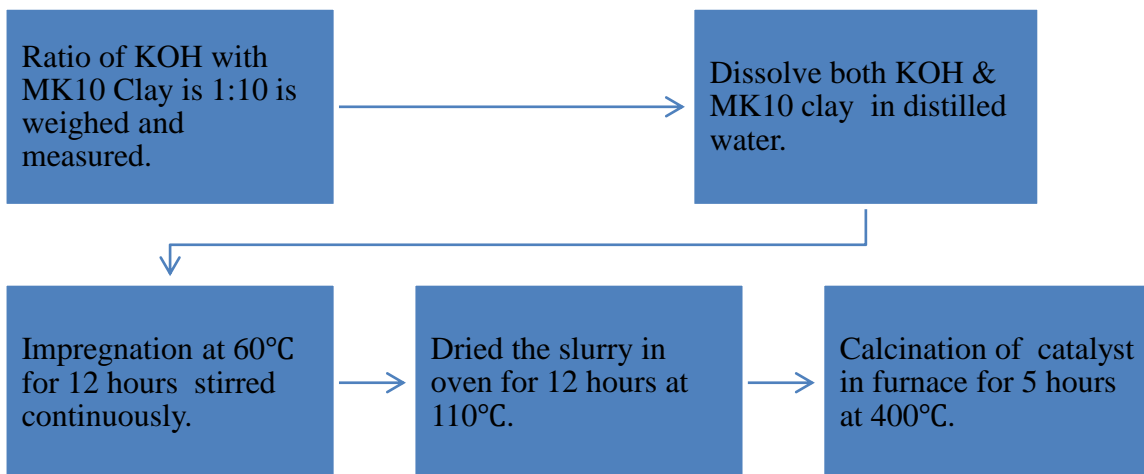 Ratio of KOH with
MK10 Clay is 1:10 is
weighed and
measured.
Dissolve both KOH &
MK10 clay in distilled
water.
Impregnation at 60℃
for 12 hours stirred
continuously.
Dried the slurry in
oven for 12 hours at
110℃.
Calcination of catalyst
in furnace for 5 hours
at 400℃.